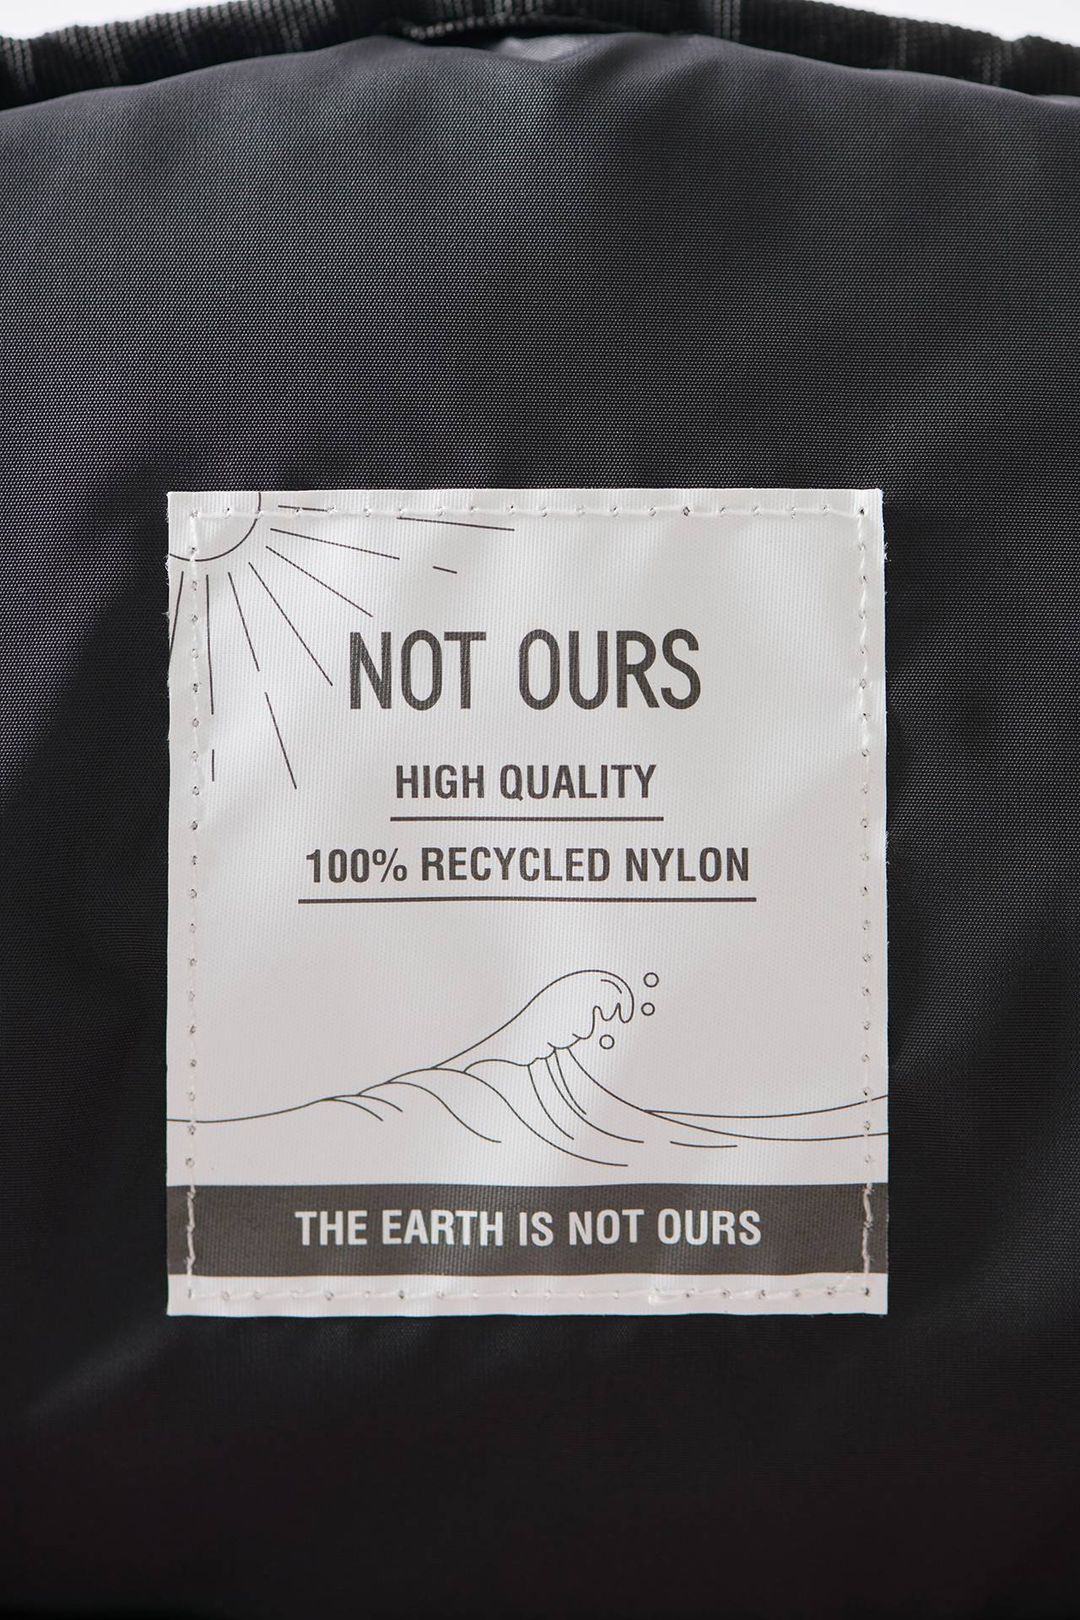 NOT OURS
HIGH QUALITY
100% RECYCLED NYLON
THE EARTH IS NOT OURS